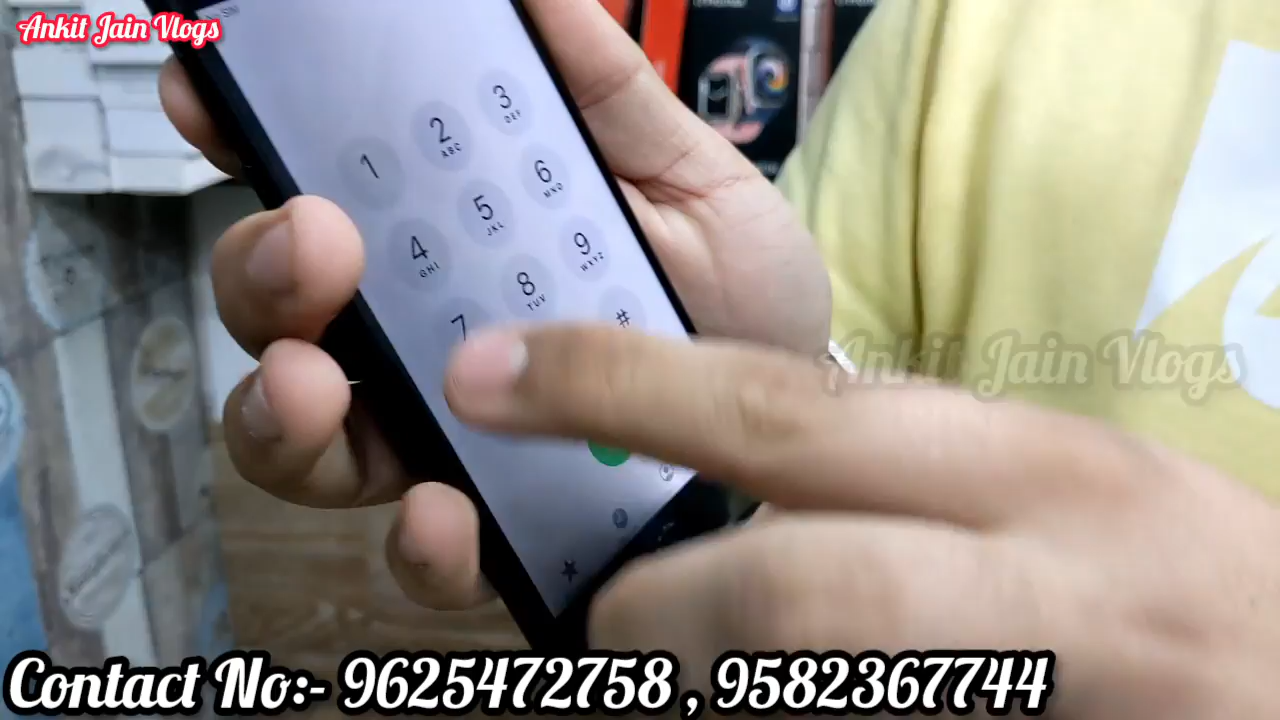 Ankit Jain Vlogs
SIM
1
2
ABC
3
DEF
4
GHI
5
JKL
6
MNO
7
8
TUV
9
WXYZ
#
Ankit Jain Vlogs
Contact No:- 9625472758 , 9582367744